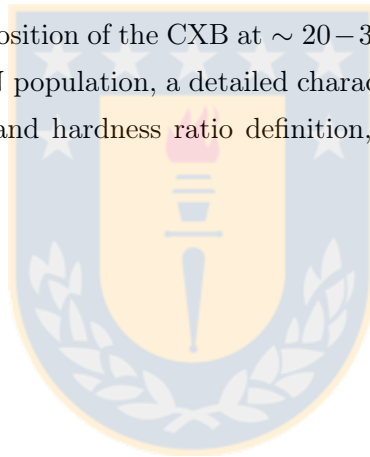 osition of the CXB at ∼ 20−3
population, a detailed charac
and hardness ratio definition,